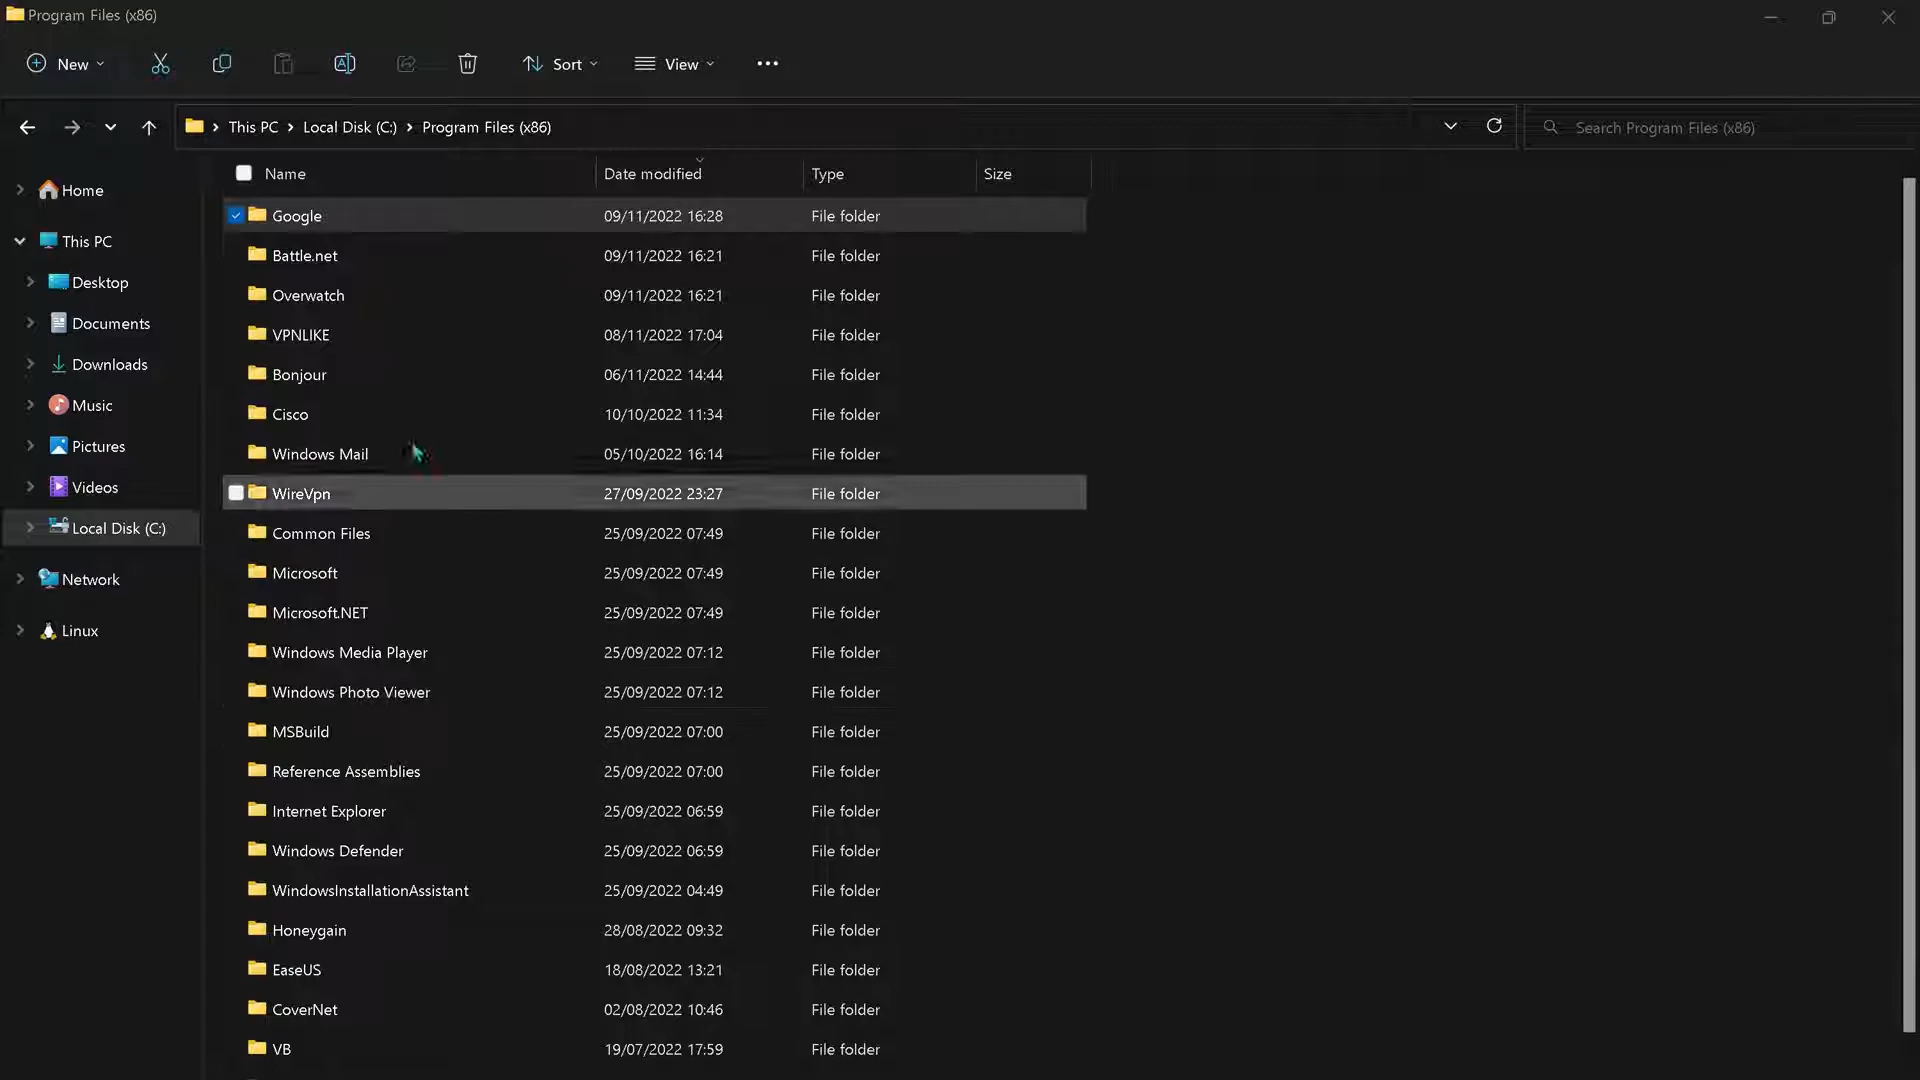 Program Files (x86)
New
Sort
View
This PC > Local Disk (C:) > Program Files (x86)
Search Program Files (x86)
Home
This PC
Desktop
Documents
Downloads
Music
Pictures
Videos
Local Disk (C:)
Network
Linux
Name Date modified Type Size
Google 09/11/2022 16:28 File folder
Battle.net 09/11/2022 16:21 File folder
Overwatch 09/11/2022 16:21 File folder
VPNLIKE 08/11/2022 17:04 File folder
Bonjour 06/11/2022 14:44 File folder
Cisco 10/10/2022 11:34 File folder
Windows Mail 05/10/2022 16:14 File folder
WireVpn 27/09/2022 23:27 File folder
Common Files 25/09/2022 07:49 File folder
Microsoft 25/09/2022 07:49 File folder
Microsoft.NET 25/09/2022 07:49 File folder
Windows Media Player 25/09/2022 07:12 File folder
Windows Photo Viewer 25/09/2022 07:12 File folder
MSBuild 25/09/2022 07:00 File folder
Reference Assemblies 25/09/2022 07:00 File folder
Internet Explorer 25/09/2022 06:59 File folder
Windows Defender 25/09/2022 06:59 File folder
WindowsInstallationAssistant 25/09/2022 04:49 File folder
Honeygain 28/08/2022 09:32 File folder
EaseUS 18/08/2022 13:21 File folder
CoverNet 02/08/2022 10:46 File folder
VB 19/07/2022 17:59 File folder